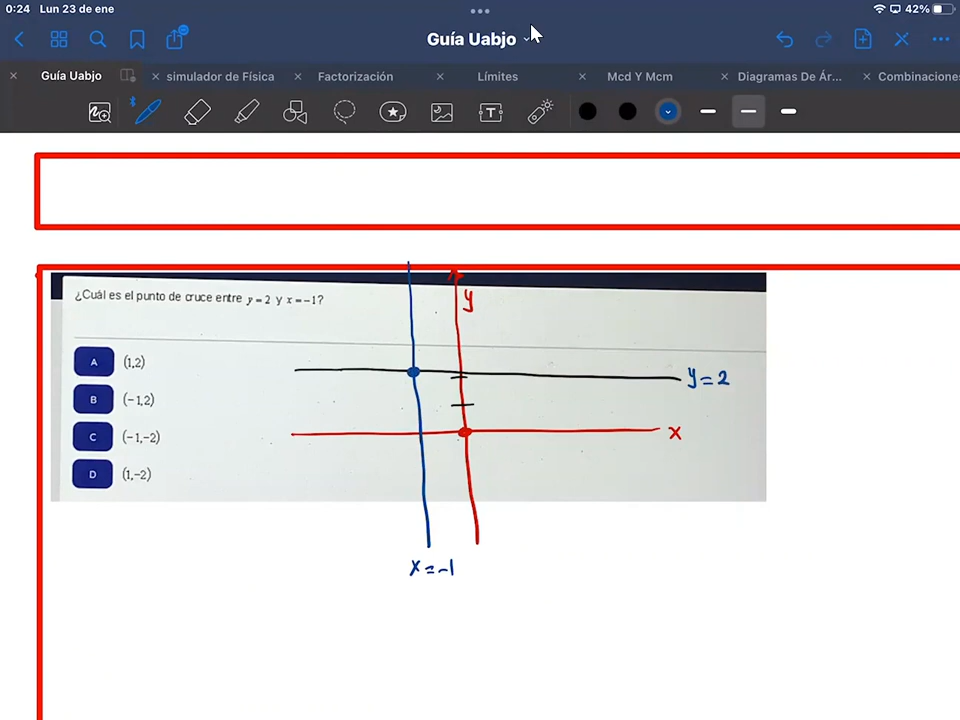 0:24 Lun 23 de ene 42%
Guía Uabjo
Guía Uabjo simulador de Física Factorización Límites Mcd Y Mcm Diagramas De Ár... Combinacione
T
¿Cuál es el punto de cruce entre y = 2 y x = -1?
y
A (1,2)
y = 2
B (-1,2)
C (-1,-2)
x
D (1,-2)
x = -1